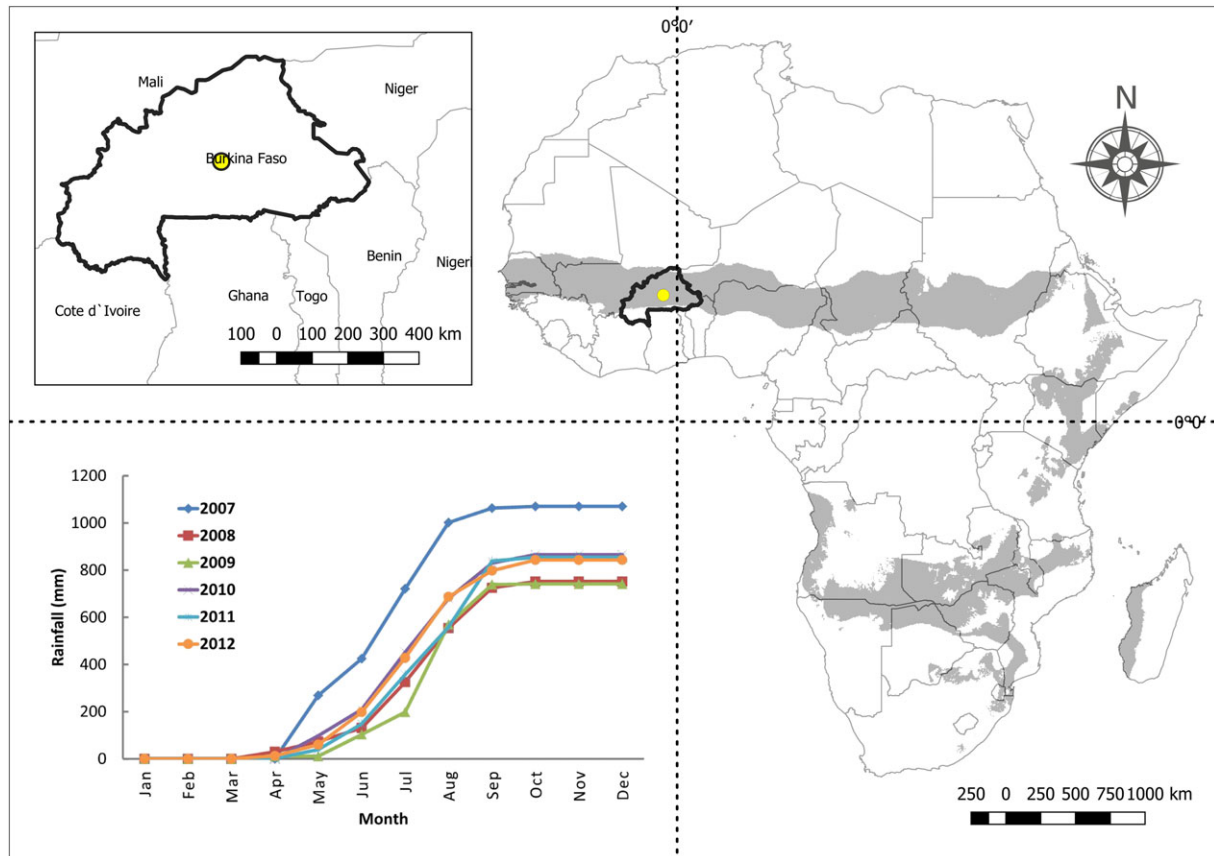 0°0′
Mali
Niger
Burkina Faso
Benin
Nigeri
Ghana
Togo
Cote d`Ivoire
100 0 100 200 300 400 km
N
0°0′
1200
1000
800
600
400
200
0
Rainfall (mm)
2007
2008
2009
2010
2011
2012
Jan Feb Mar Apr May Jun Jul Aug Sep Oct Nov Dec
Month
250 0 250 500 750 1000 km